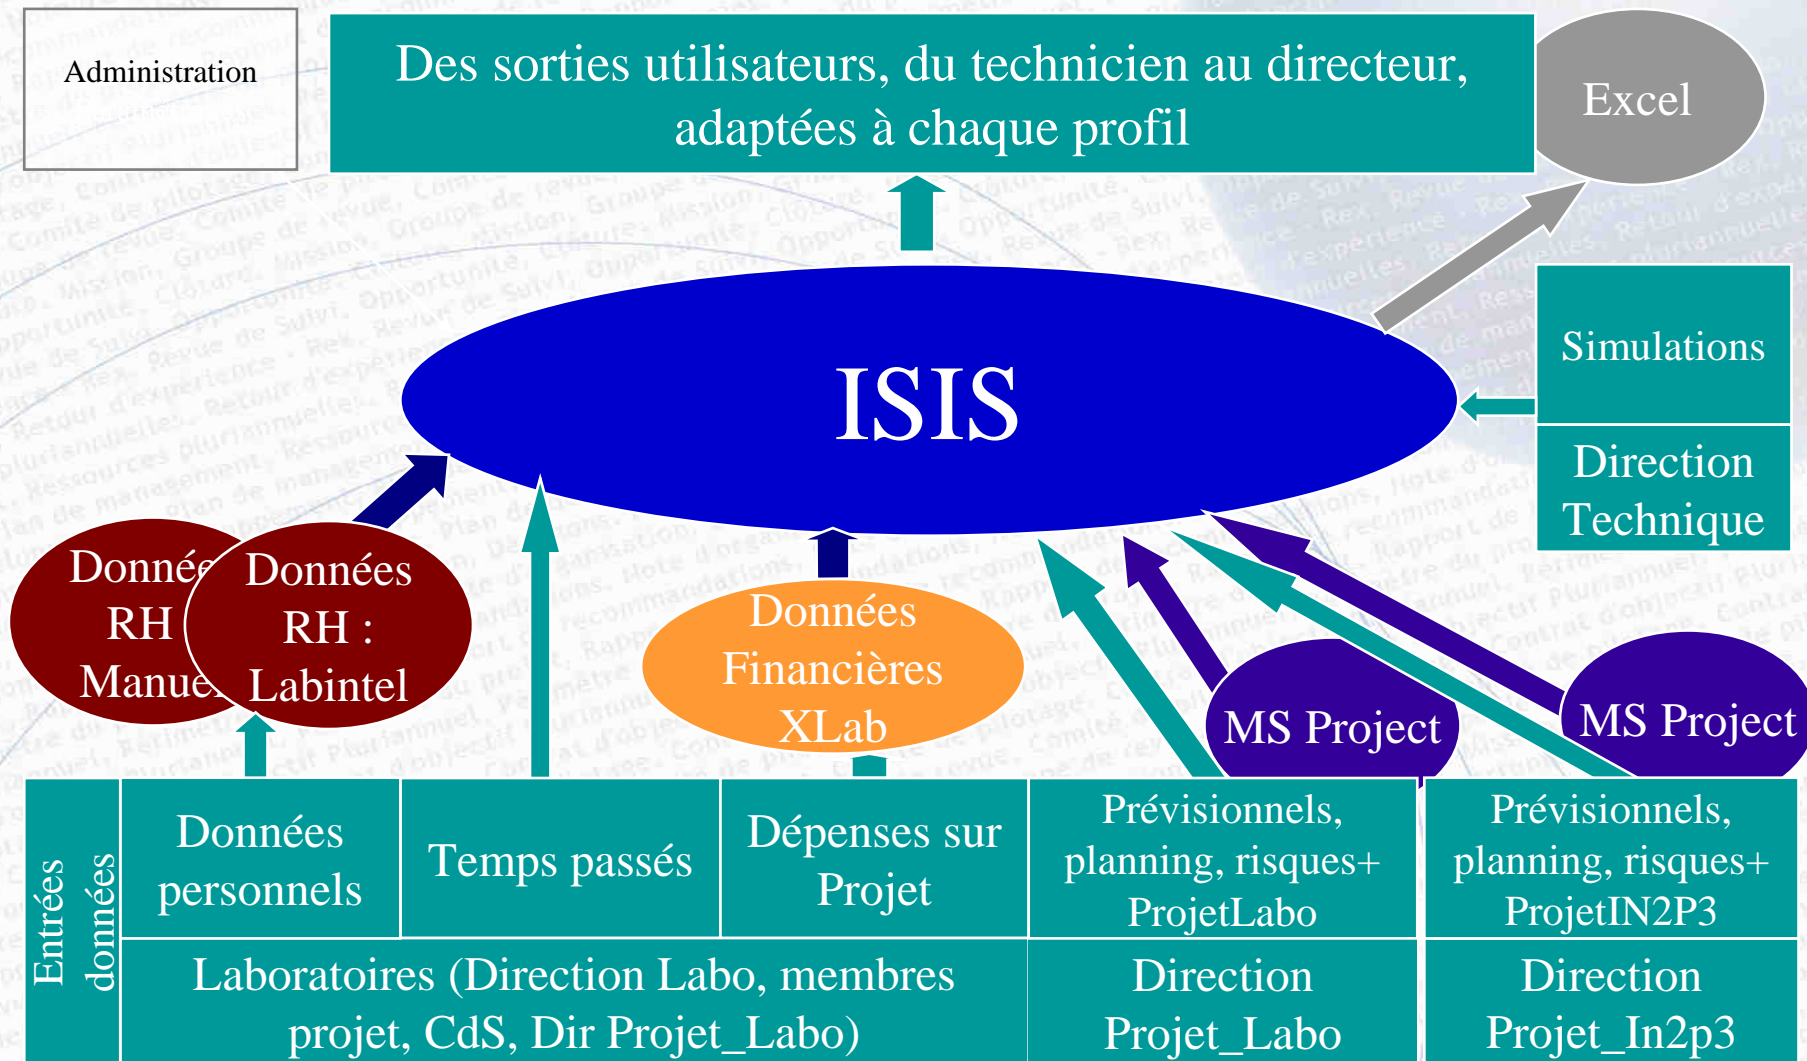 Administration
Des sorties utilisateurs, du technicien au directeur,
adaptées à chaque profil
Excel
ISIS
Simulations
Direction
Technique
Données
RH :
Labintel
RH
Données
Financières
XLab
MS Project
MS Project
Entrées
données
Données
personnels
Temps passés
Dépenses sur
Projet
Prévisionnels,
planning, risques+
ProjetLabo
Prévisionnels,
planning, risques+
ProjetIN2P3
Laboratoires (Direction Labo, membres
projet, CdS, Dir Projet_Labo)
Direction
Projet_Labo
Direction
Projet_In2p3